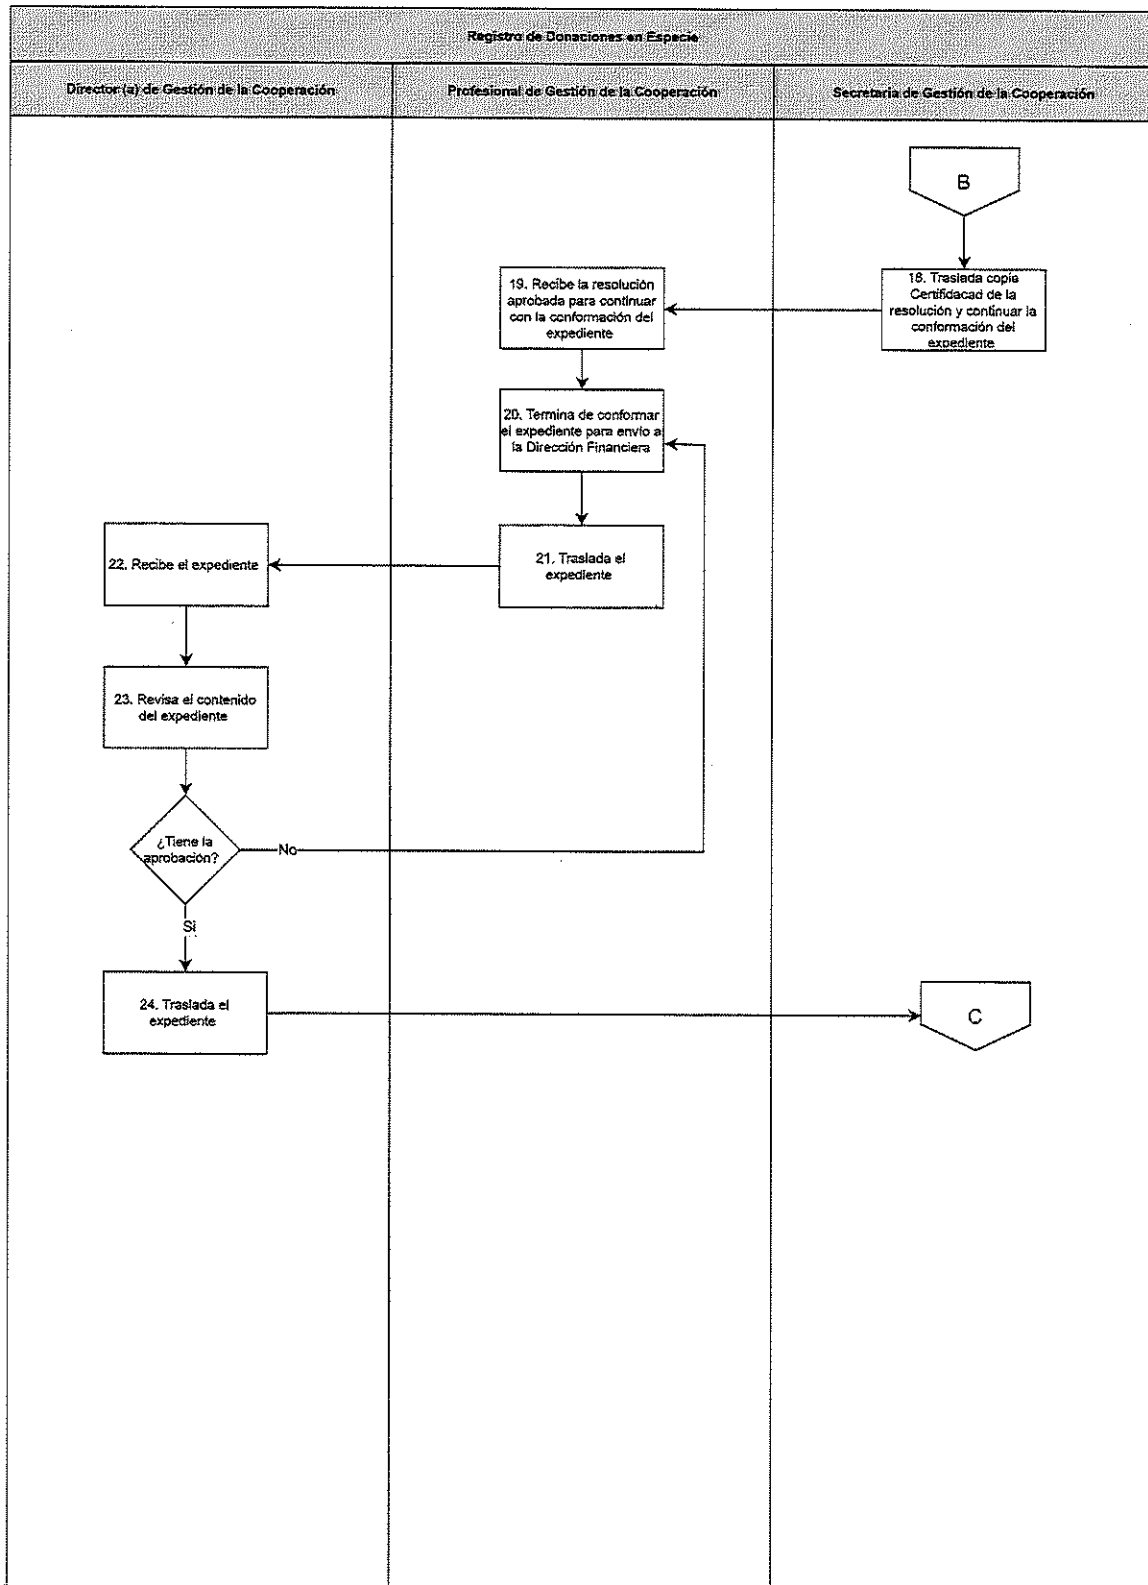 Registro de Donaciones en Especie
Director (a) de Gestión de la Cooperación
Profesional de Gestión de la Cooperación
Secretaria de Gestión de la Cooperación
B
18. Traslada copia
Certifidacad de la
resolución y continuar la
conformación del
expediente
19. Recibe la resolución
aprobada para continuar
con la conformación del
expediente
20. Termina de conformar
el expediente para envío a
la Dirección Financiera
21. Traslada el
expediente
22. Recibe el expediente
23. Revisa el contenido
del expediente
¿Tiene la
aprobación?
No
Si
24. Traslada el
expediente
C